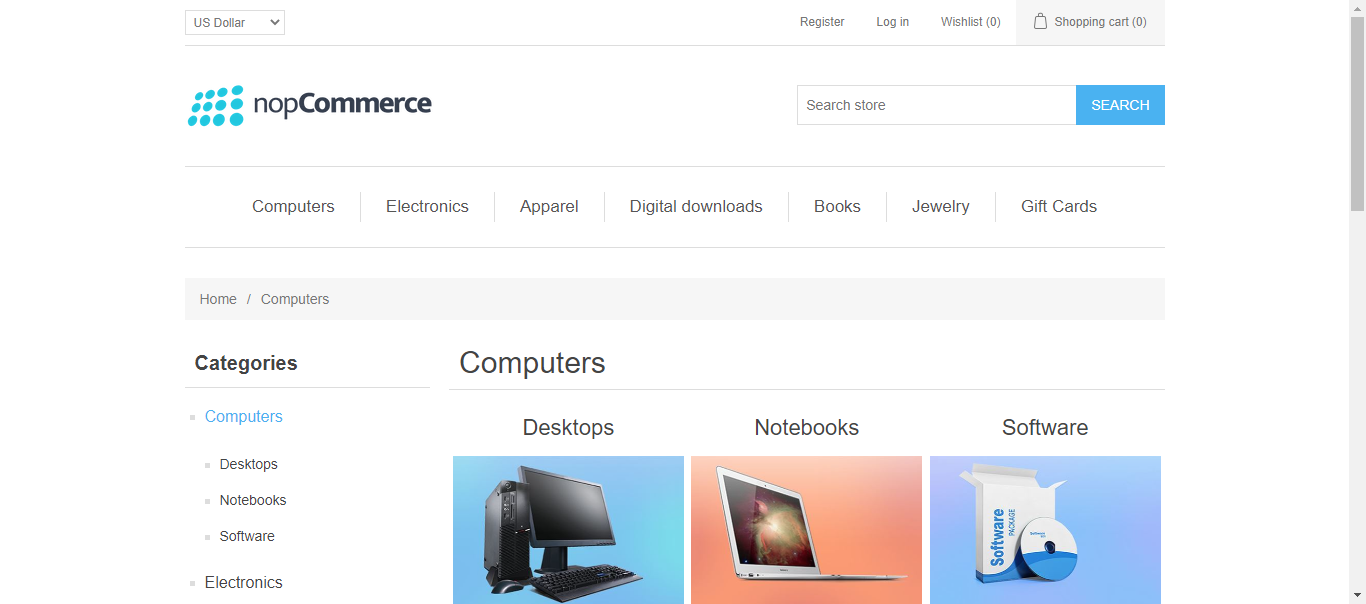 US Dollar Register Log in Wishlist (0) Shopping cart (0)
nopCommerce Search store SEARCH
Computers Electronics Apparel Digital downloads Books Jewelry Gift Cards
Home / Computers
Categories
Computers
Desktops
Notebooks
Software
Electronics
Computers
Desktops Notebooks Software
Software
PACKAGE